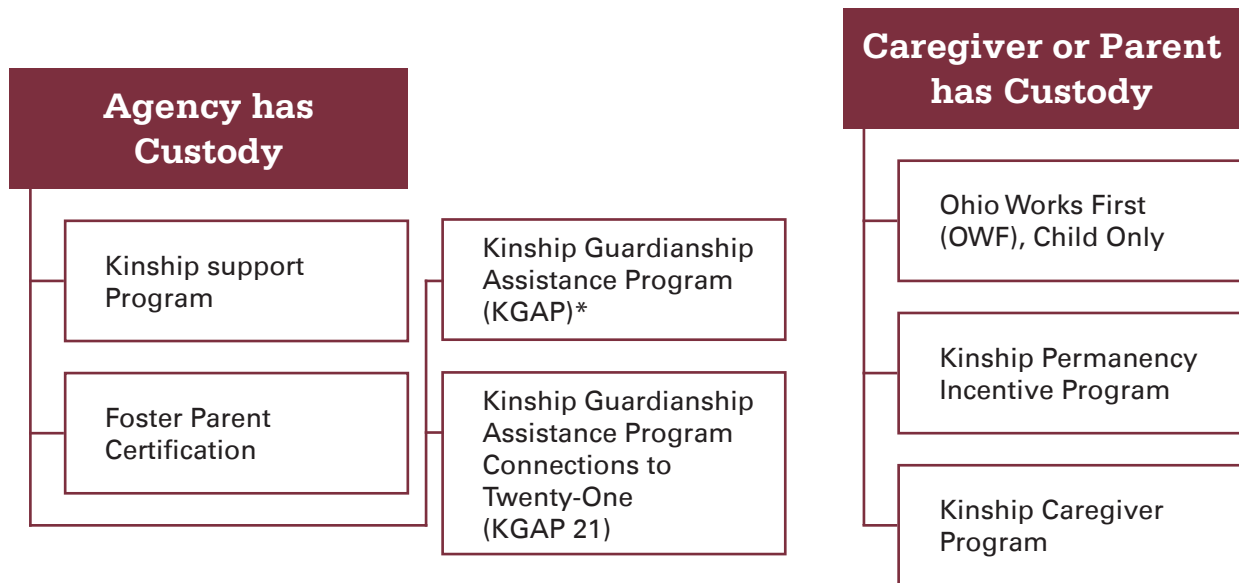 Agency has
Custody
Kinship support
Program
Foster Parent
Certification
Kinship Guardianship
Assistance Program
(KGAP)*
Kinship Guardianship
Assistance Program
Connections to
Twenty-One
(KGAP 21)
Caregiver or Parent
has Custody
Ohio Works First
(OWF), Child Only
Kinship Permanency
Incentive Program
Kinship Caregiver
Program